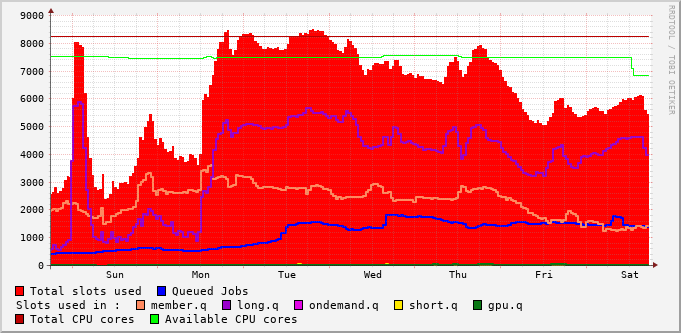 9000
8000
7000
6000
5000
4000
3000
2000
1000
0
Sun Mon Tue Wed Thu Fri Sat
RRDTOOL / TOBI OETIKER
Total slots used Queued Jobs
Slots used in : member.q long.q ondemand.q short.q gpu.q
Total CPU cores Available CPU cores